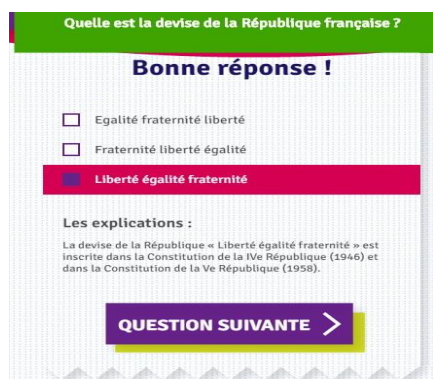 Quelle est la devise de la République française ?
Bonne réponse !
Egalité fraternité liberté
Fraternité liberté égalité
Liberté égalité fraternité
Les explications :
La devise de la République « Liberté égalité fraternité » est
inscrite dans la Constitution de la IVe République (1946) et
dans la Constitution de la Ve République (1958).
QUESTION SUIVANTE